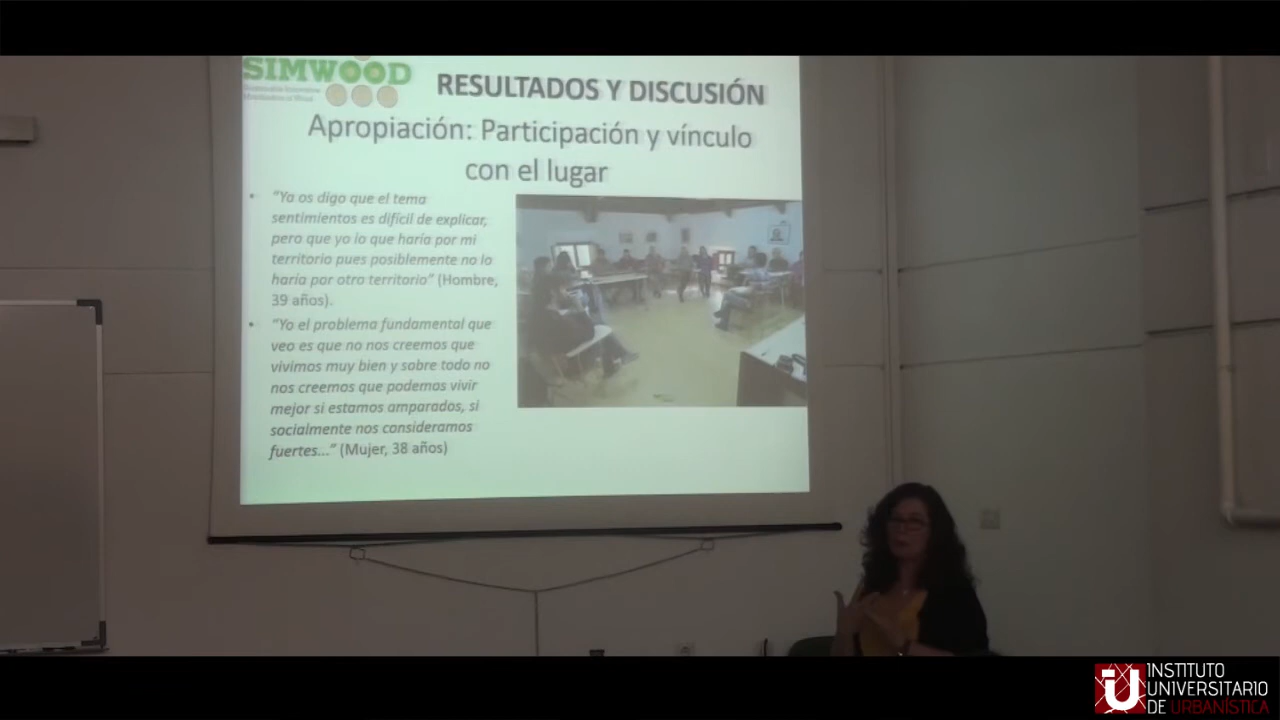 SIMWOOD
RESULTADOS Y DISCUSIÓN
Apropiación: Participación y vínculo
con el lugar
• "Ya os digo que el tema
sentimientos es difícil de explicar,
pero que yo lo que haría por mi
territorio pues posiblemente no lo
haría por otro territorio" (Hombre,
39 años).
• "Yo el problema fundamental que
veo es que no nos creemos que
vivimos muy bien y sobre todo no
nos creemos que podemos vivir
mejor si estamos amparados, si
socialmente nos consideramos
fuertes..." (Mujer, 38 años)
iU INSTITUTO
UNIVERSITARIO
DE URBANÍSTICA